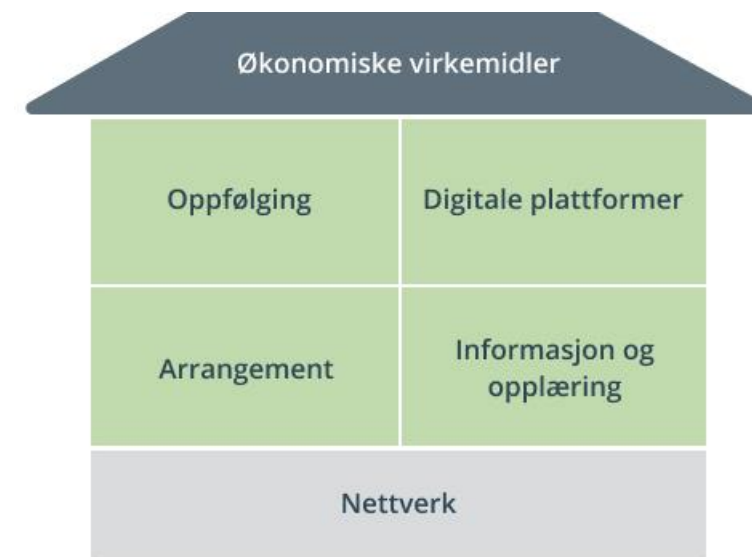 Økonomiske virkemidler
Oppfølging
Digitale plattformer
Arrangement
Informasjon og
opplæring
Nettverk